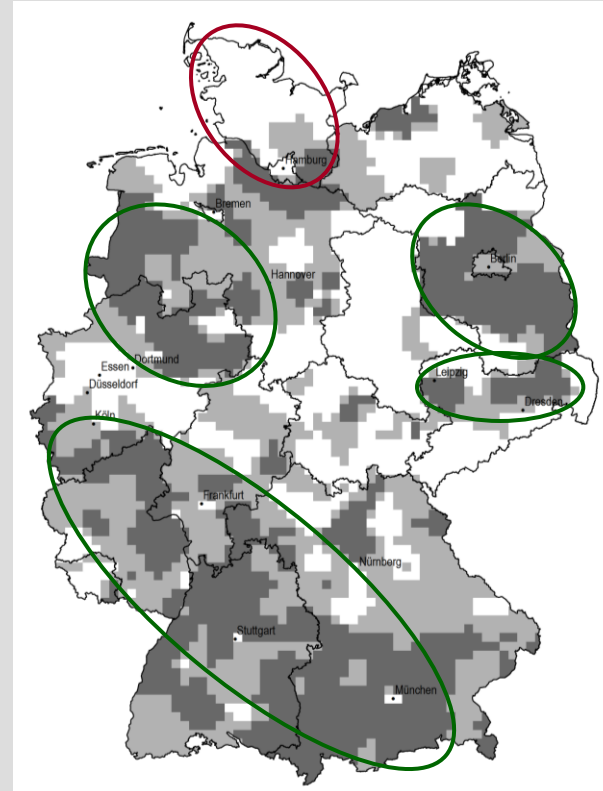 Hamburg
Bremen
Berlin
Hannover
Dortmund
Essen
Leipzig
Düsseldorf
Dresden
Köln
Frankfurt
Nürnberg
Stuttgart
München